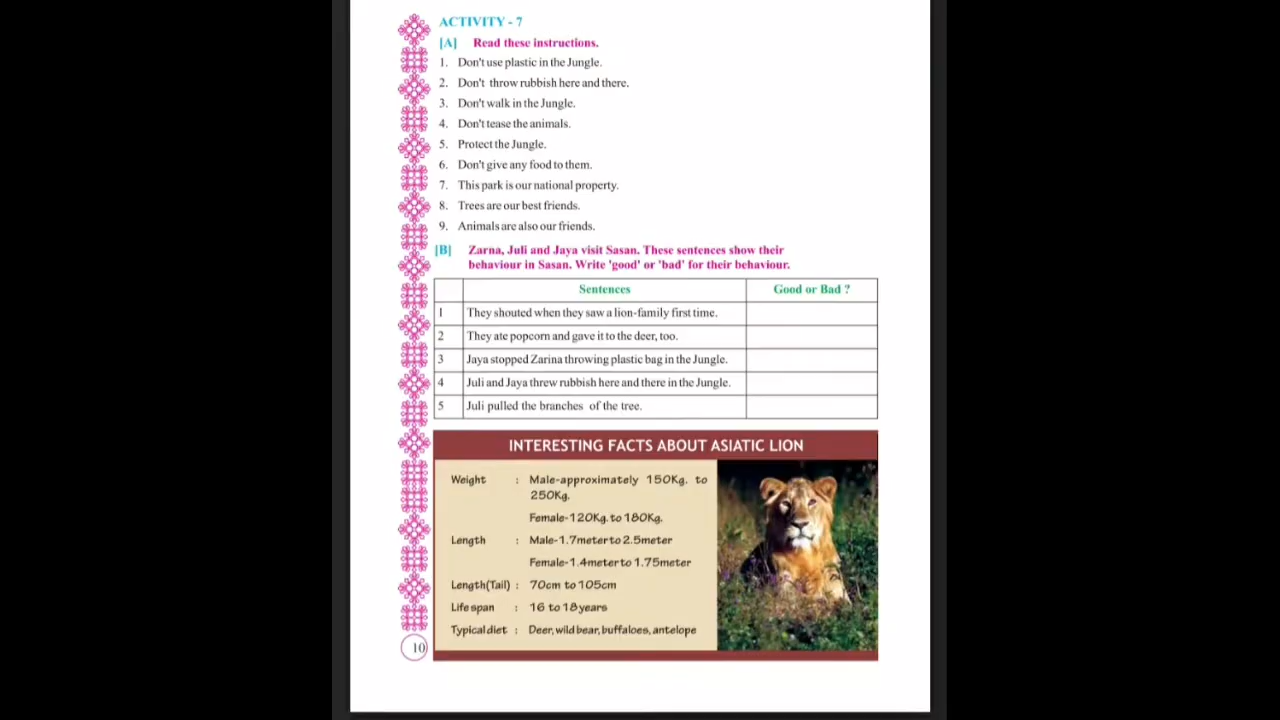 ACTIVITY - 7
[A] Read these instructions.
1. Don't use plastic in the Jungle.
2. Don't throw rubbish here and there.
3. Don't walk in the Jungle.
4. Don't tease the animals.
5. Protect the Jungle.
6. Don't give any food to them.
7. This park is our national property.
8. Trees are our best friends.
9. Animals are also our friends.
[B] Zarna, Juli and Jaya visit Sasan. These sentences show their
behaviour in Sasan. Write 'good' or 'bad' for their behaviour.
Sentences Good or Bad ?
1 They shouted when they saw a lion-family first time.
2 They ate popcorn and gave it to the deer, too.
3 Jaya stopped Zarina throwing plastic bag in the Jungle.
4 Juli and Jaya threw rubbish here and there in the Jungle.
5 Juli pulled the branches of the tree.
INTERESTING FACTS ABOUT ASIATIC LION
Weight : Male-approximately 150Kg. to
250Kg.
Female-120Kg. to 180Kg.
Length : Male-1.7meter to 2.5meter
Female-1.4meter to 1.75meter
Length(Tail) : 70cm to 105cm
Life span : 16 to 18 years
Typical diet : Deer, wild bear, buffaloes, antelope
10